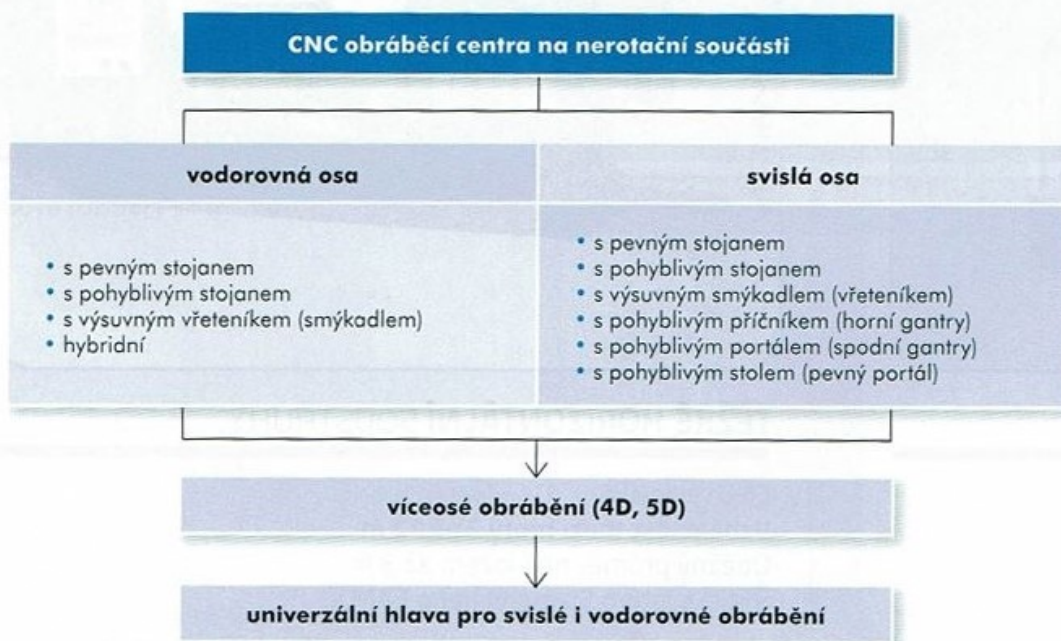 CNC obráběcí centra na nerotační součásti
vodorovná osa
• s pevným stojanem
• s pohyblivým stojanem
• s výsuvným vřeteníkem (smýkadlem)
• hybridní
svislá osa
• s pevným stojanem
• s pohyblivým stojanem
• s výsuvným smýkadlem (vřeteníkem)
• s pohyblivým příčníkem (horní gantry)
• s pohyblivým portálem (spodní gantry)
• s pohyblivým stolem (pevný portál)
víceosé obrábění (4D, 5D)
univerzální hlava pro svislé i vodorovné obrábění